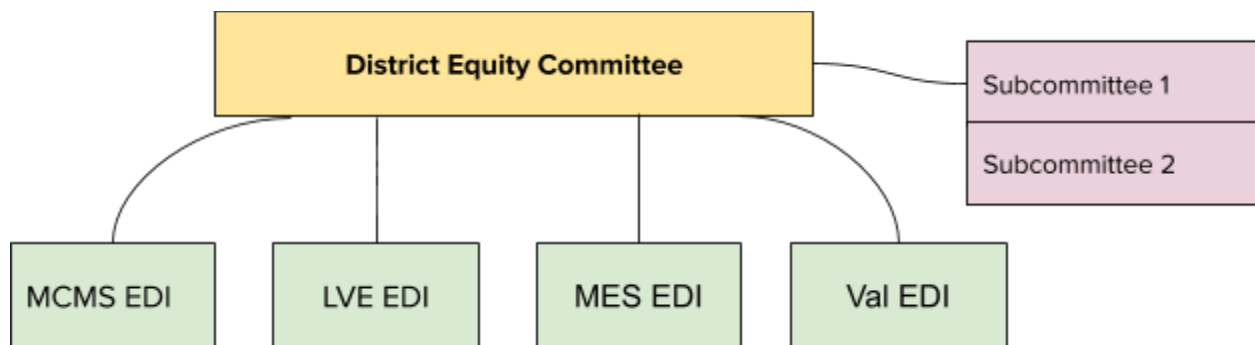 District Equity Committee
Subcommittee 1
Subcommittee 2
MCMS EDI
LVE EDI
MES EDI
Val EDI